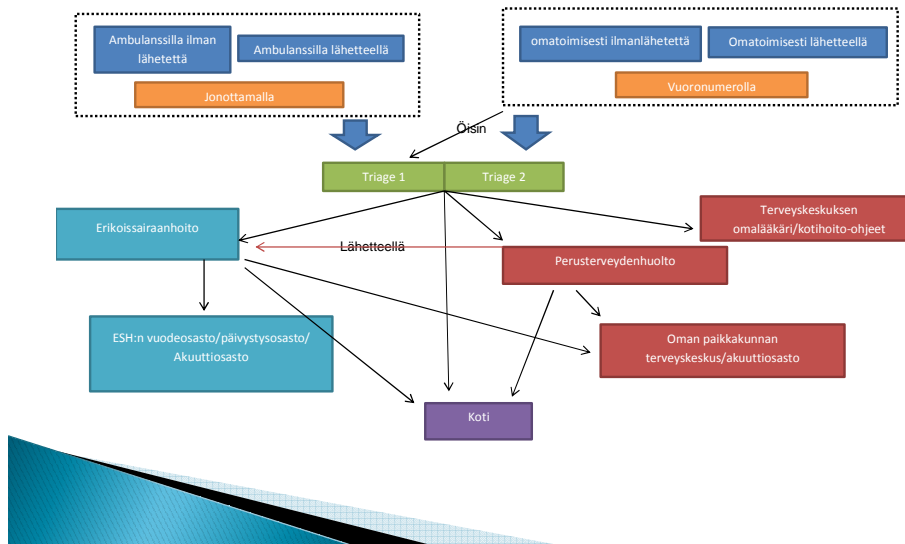 Ambulanssilla ilman
lähetettä
Ambulanssilla lähetteellä
Jonottamalla
omatoimisesti ilmanlähetettä
Omatoimisesti lähetteellä
Vuoronumerolla
Öisin
Triage 1
Triage 2
Erikoissairaanhoito
Lähetteellä
Terveyskeskuksen
omalääkäri/kotihoito-ohjeet
Perusterveydenhuolto
ESH:n vuodeosasto/päivystysosasto/
Akuuttiosasto
Oman paikkakunnan
terveyskeskus/akuuttiosasto
Koti